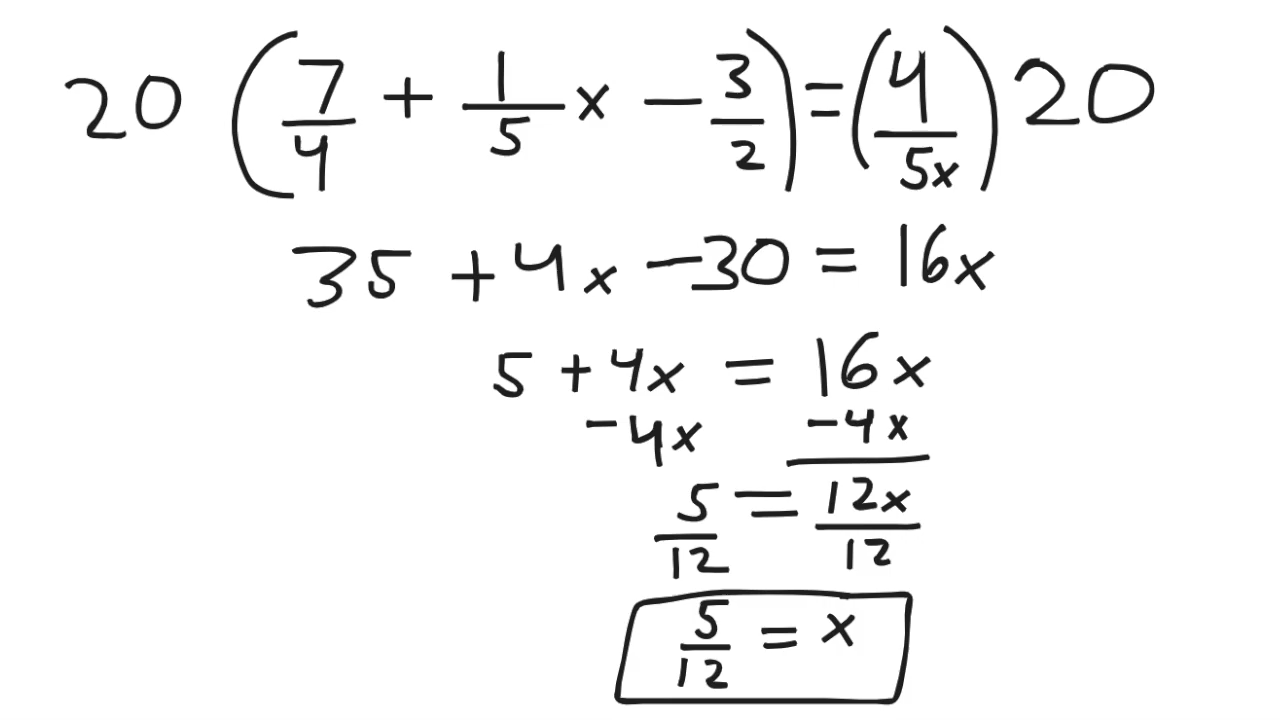 20 (7/4 + 1/5 x - 3/2) = (4/5x) 20
35 + 4x - 30 = 16x
5 + 4x = 16x
-4x -4x
5/12 = 12x/12
5/12 = x